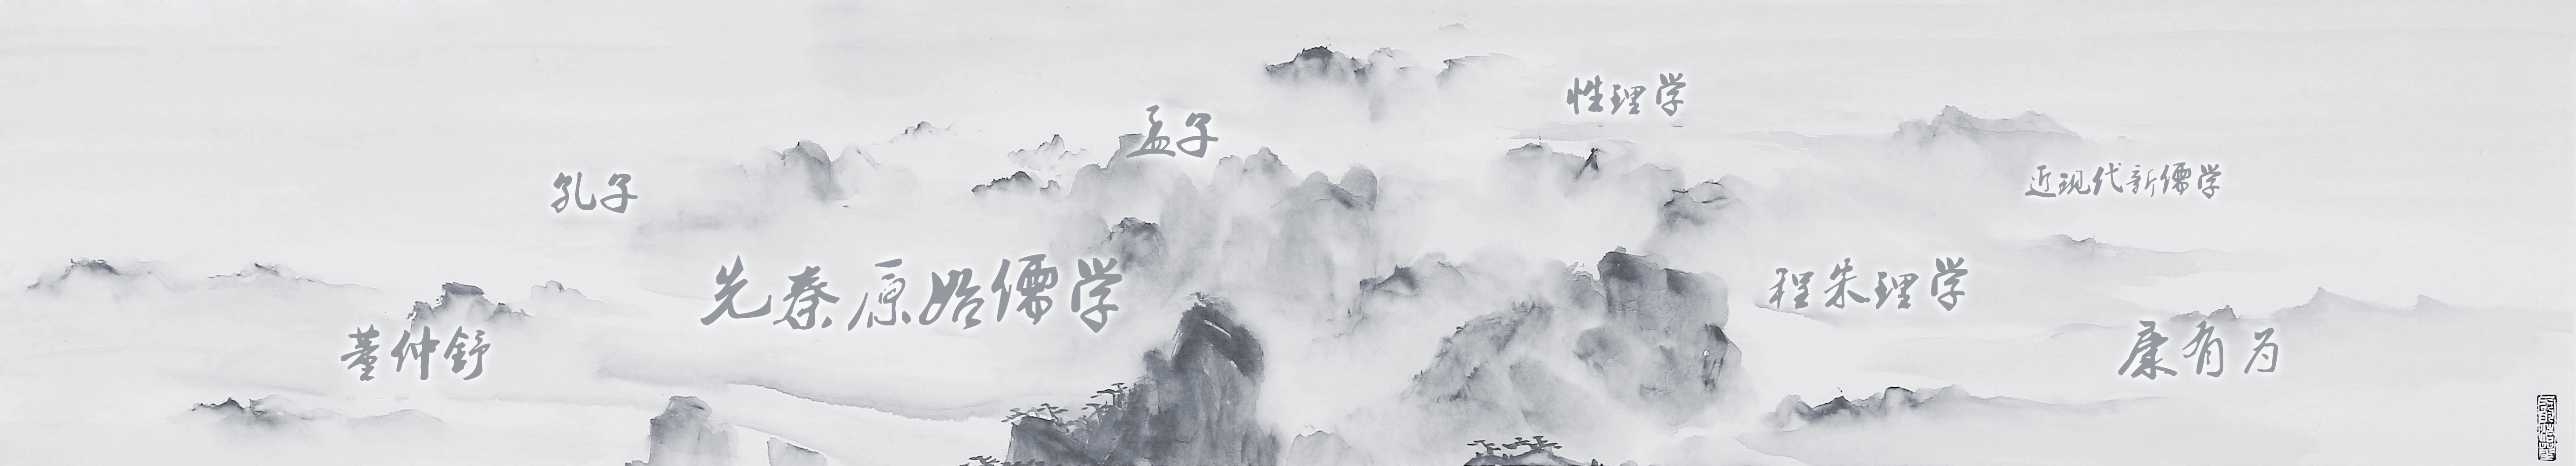 性理学
孟子
孔子
近现代新儒学
先秦原始儒学
程朱理学
董仲舒
康有为